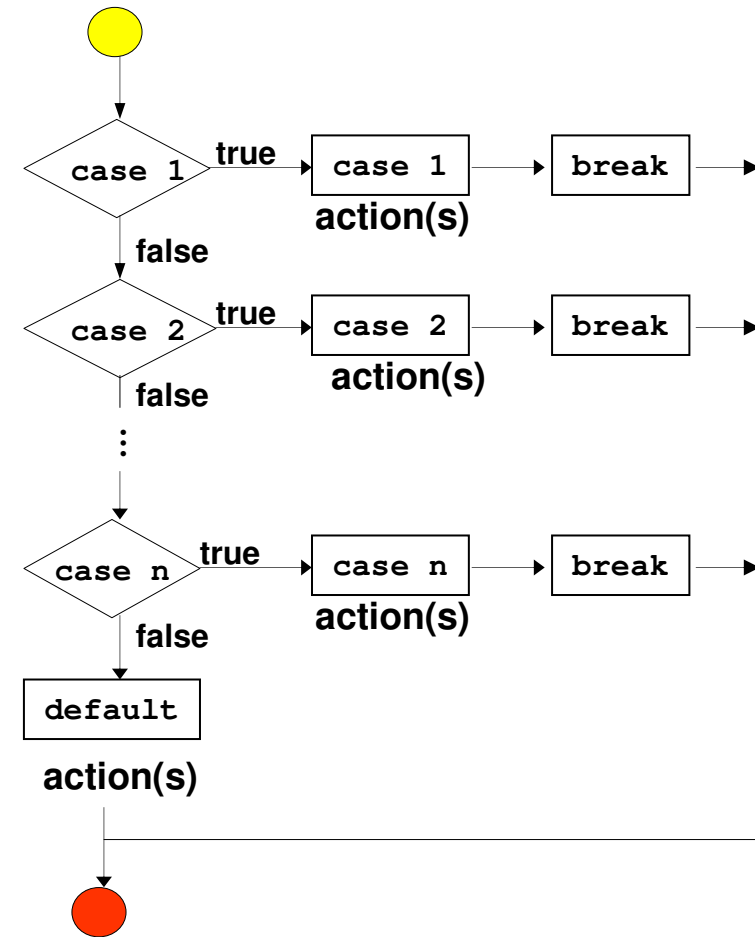 case 1
true
case 1
break
action(s)
false
case 2
true
case 2
break
action(s)
false
⋮
case n
true
case n
break
action(s)
false
default
action(s)